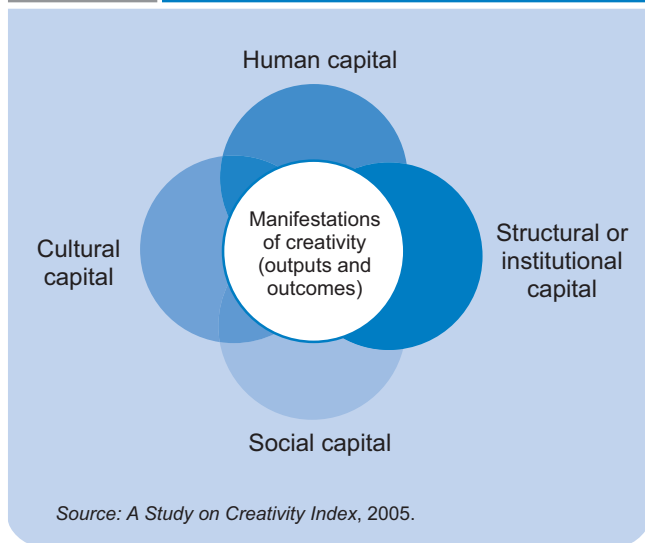 Human capital
Cultural
capital
Manifestations
of creativity
(outputs and
outcomes)
Structural or
institutional
capital
Social capital
Source: A Study on Creativity Index, 2005.